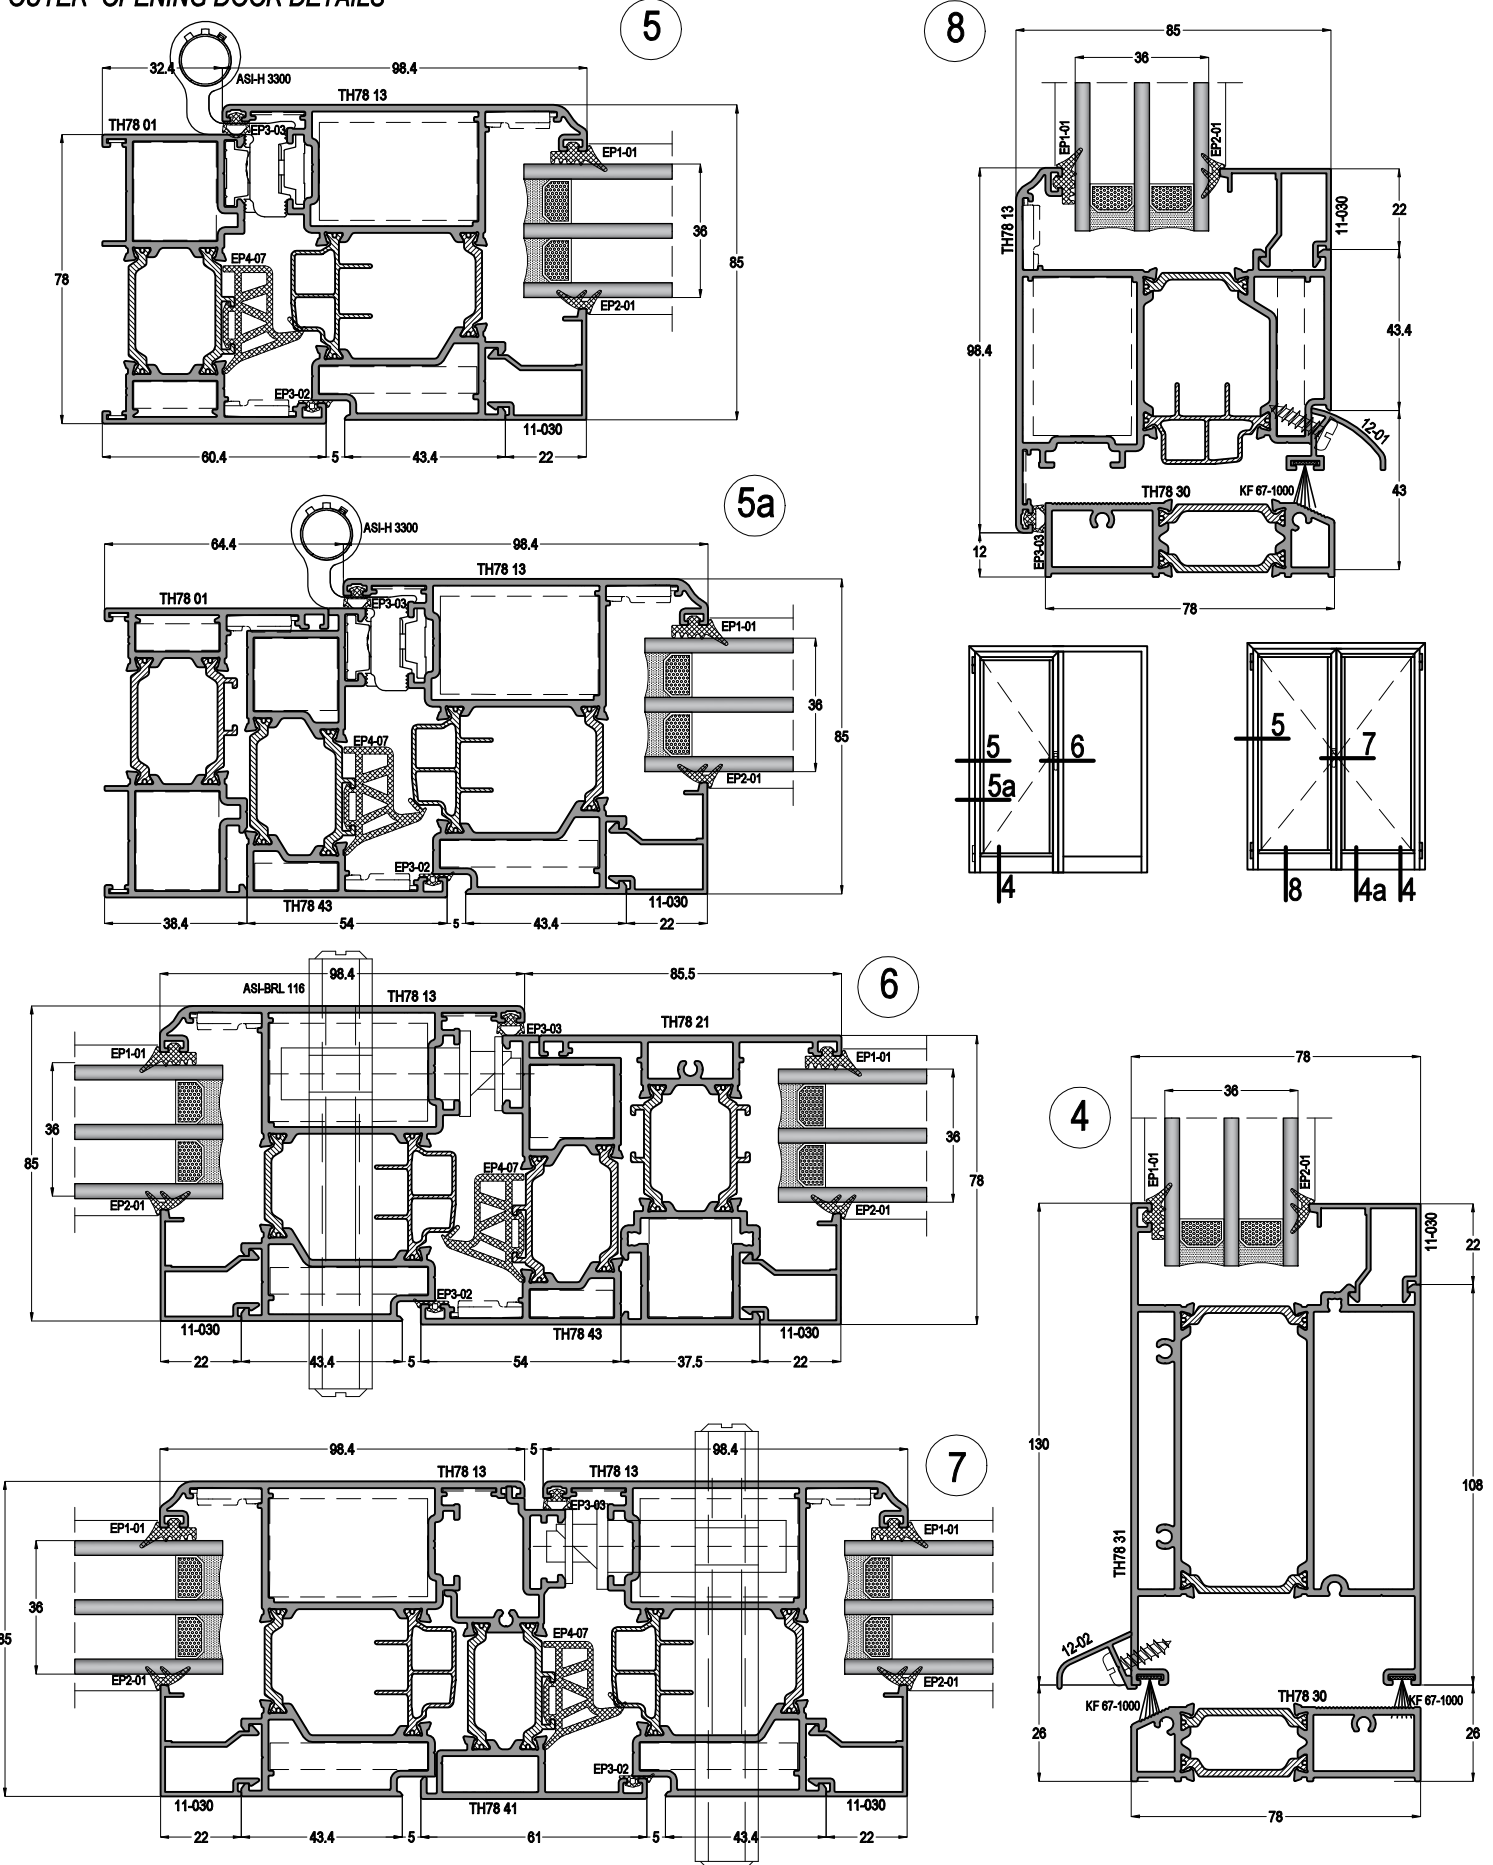 OUTER OPENING DOOR DETAILS
5
32.4
98.4
ASI-H 3300
TH78 13
TH78 01
EP3-03
EP1-01
36
85
78
EP4-07
EP2-01
EP3-02
11-030
60.4
5
43.4
22
5a
64.4
98.4
ASI-H 3300
TH78 13
TH78 01
EP3-03
EP1-01
36
85
EP4-07
EP2-01
EP3-02
TH78 43
11-030
38.4
54
5
43.4
22
6
98.4
85.5
ASI-BRL 116
TH78 13
TH78 21
EP3-03
EP1-01
EP1-01
36
85
36
78
EP4-07
EP2-01
EP2-01
EP3-02
11-030
TH78 43
11-030
22
43.4
5
54
37.5
22
7
98.4
5
98.4
TH78 13
TH78 13
EP3-03
EP1-01
EP1-01
36
85
36
EP4-07
EP2-01
EP2-01
EP3-02
11-030
TH78 41
11-030
22
43.4
5
61
5
43.4
22
8
85
36
EP1-01
EP2-01
TH78 13
11-030
22
98.4
43.4
12-01
KF 67-1000
TH78 30
43
12
EP3-03
78
5
6
5a
4
5
7
8
4a
4
4
78
36
EP1-01
EP2-01
11-030
22
130
108
TH78 31
12-02
KF 67-1000
TH78 30
KF 67-1000
26
26
78